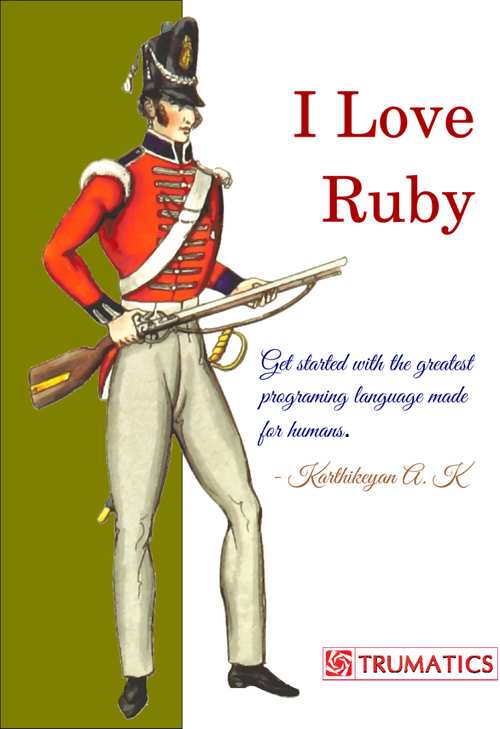 I Love
Ruby
Get started with the greatest
programing language made
for humans.
- Karthikeyan A. K
TRUMATICS